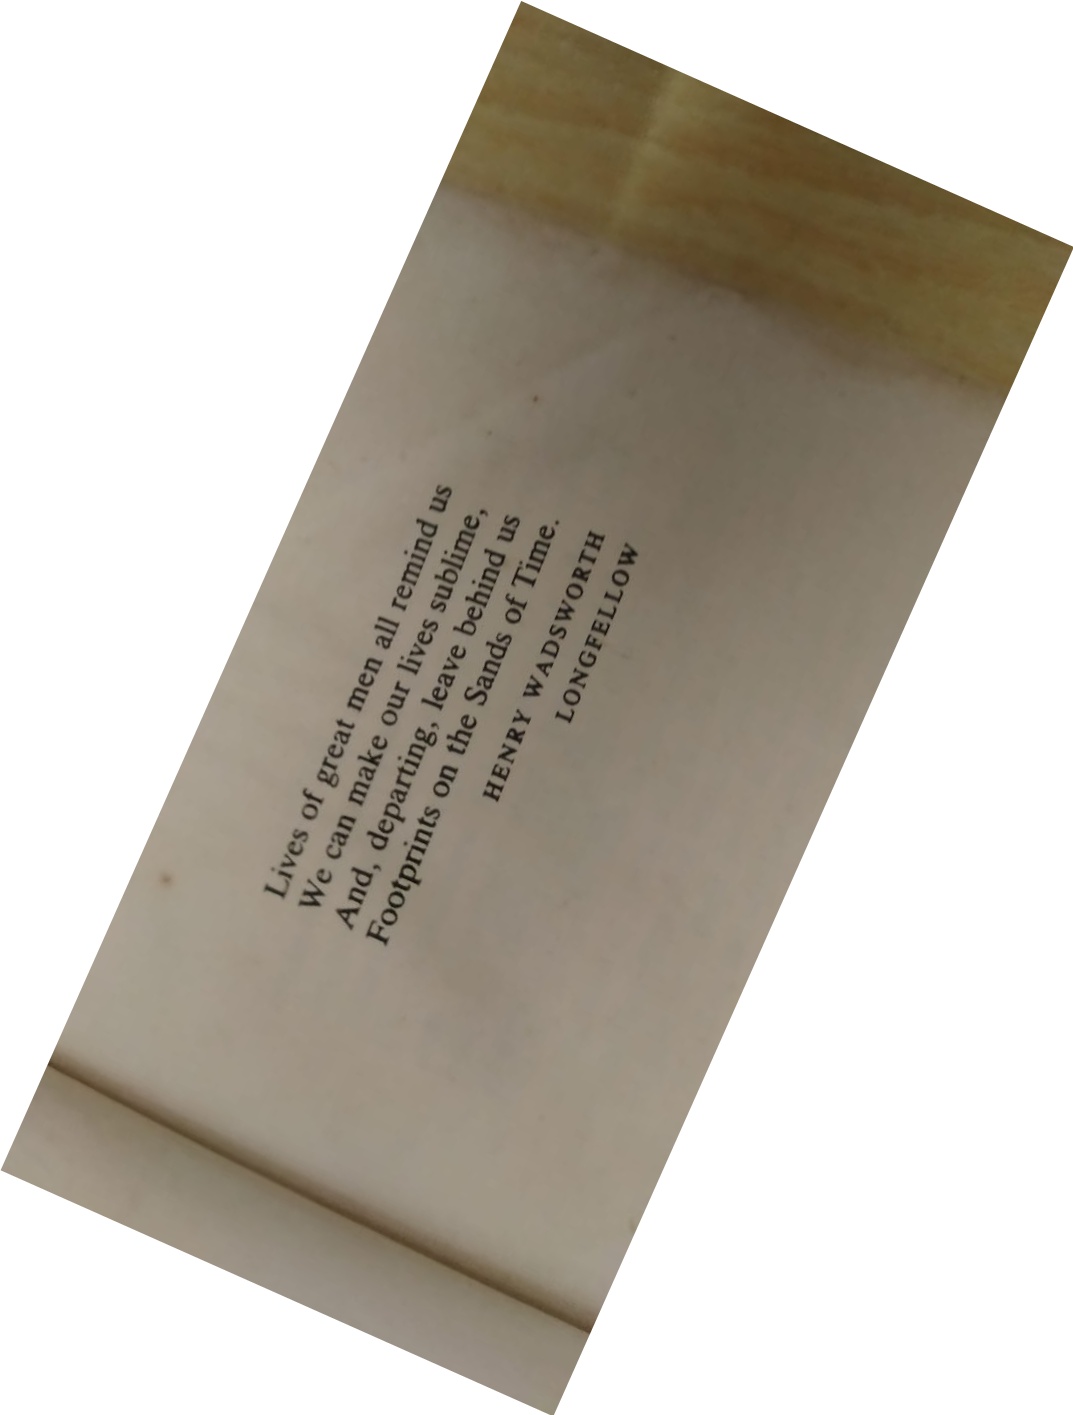 Lives of great men all remind us
We can make our lives sublime,
And, departing, leave behind us
Footprints on the Sands of Time.
HENRY WADSWORTH
LONGFELLOW